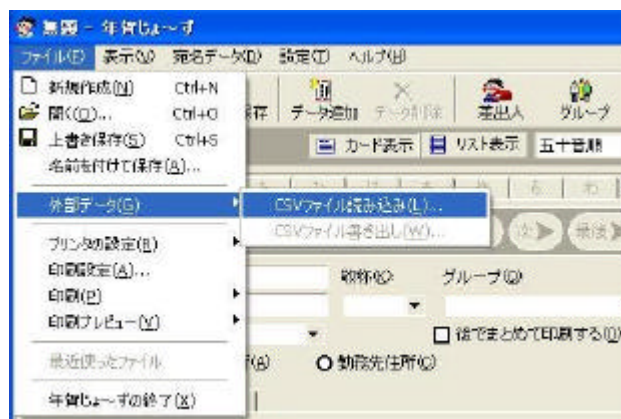 無題 - 年賀じょ～ず
ファイル(F) 表示(V) 宛名データ(D) 設定(T) ヘルプ(H)
新規作成(N) Ctrl+N
開く(O)... Ctrl+O
上書き保存(S) Ctrl+S
名前を付けて保存(A)...
外部データ(G)
CSVファイル読み込み(L)...
CSVファイル書き出し(W)...
プリンタの設定(R)
印刷設定(A)...
印刷(P)
印刷プレビュー(V)
最近使ったファイル
年賀じょ～ずの終了(X)
保存 データ追加 データ削除 差出人 グループ
カード表示 リスト表示 五十音順
ら わ
次 最後
敬称(K) グループ(Q)
後でまとめて印刷する(Q)
(A) 勤務先住所(C)